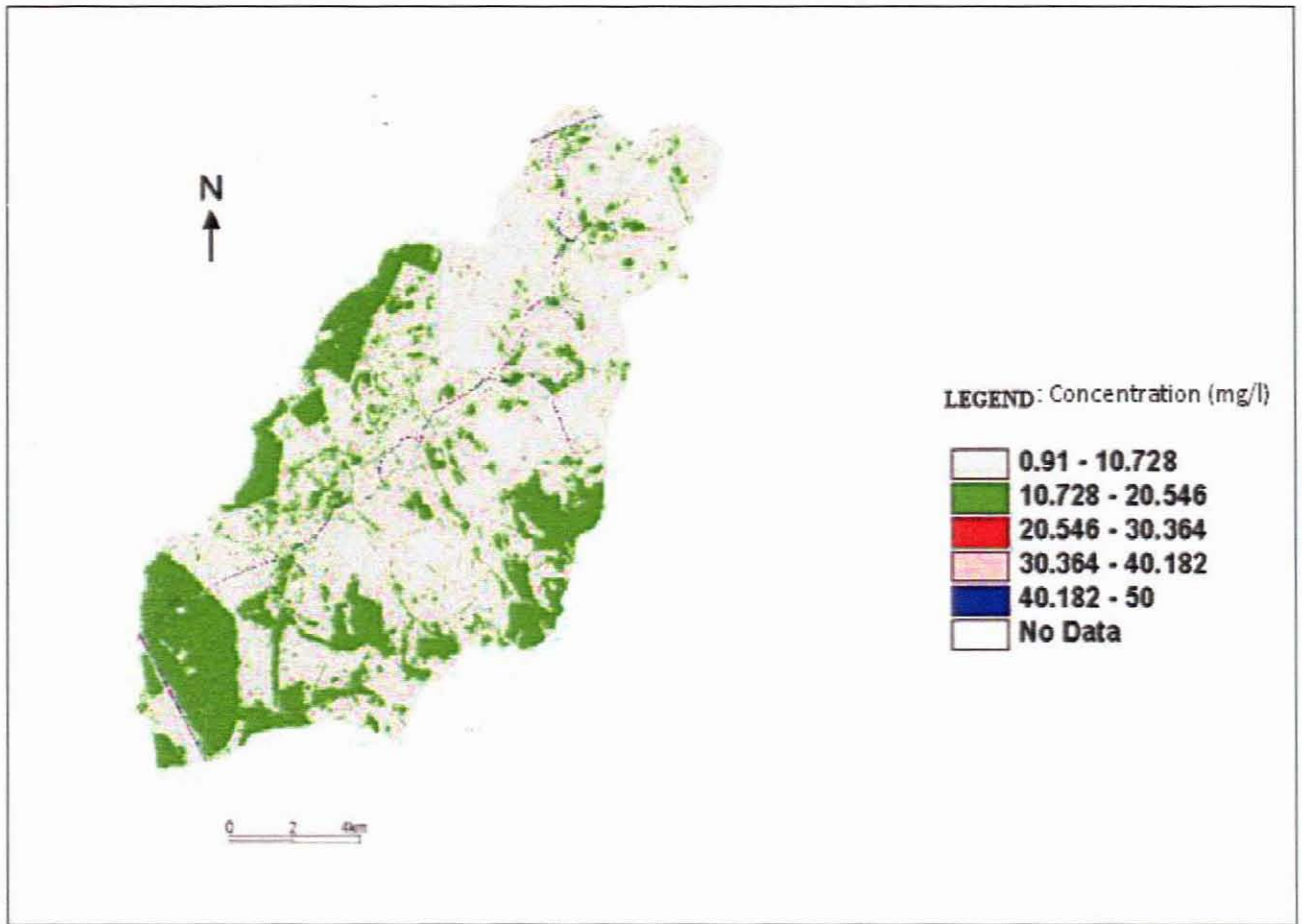 N
LEGEND: Concentration (mg/l)
0.91 - 10.728
10.728 - 20.546
20.546 - 30.364
30.364 - 40.182
40.182 - 50
No Data
0 2 4km